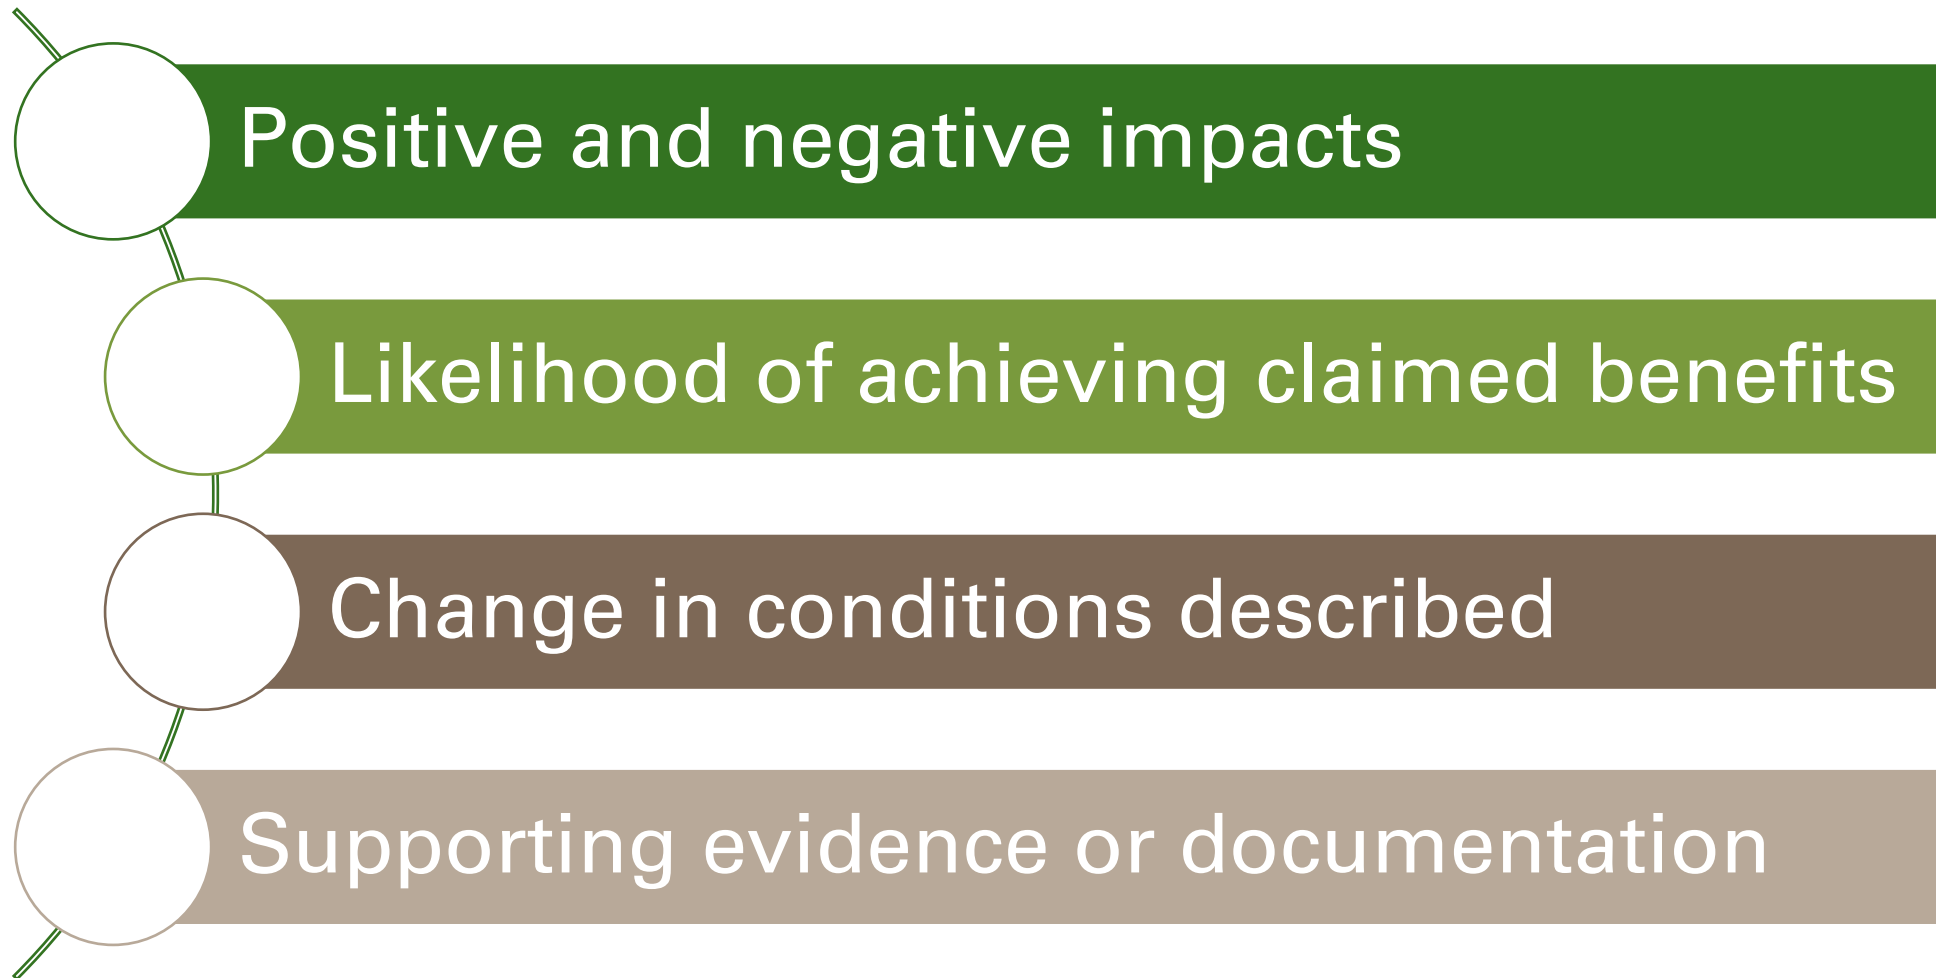 Positive and negative impacts
Likelihood of achieving claimed benefits
Change in conditions described
Supporting evidence or documentation